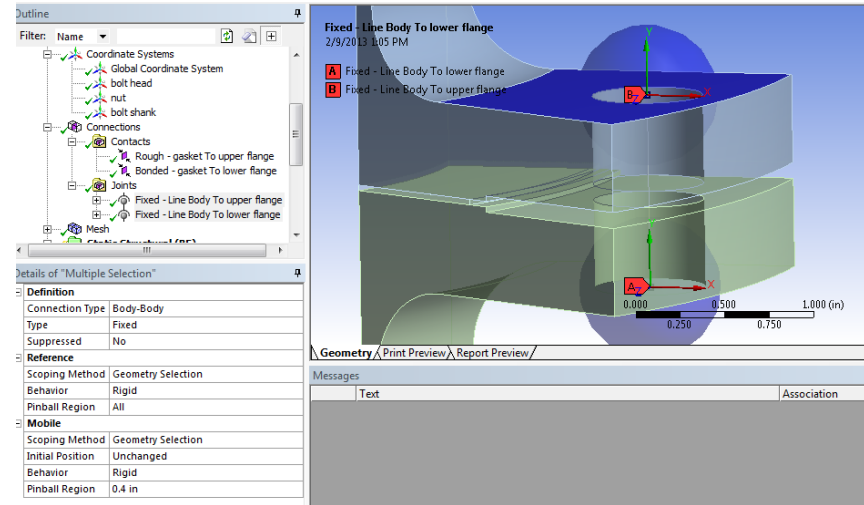 Outline
Filter: Name
Coordinate Systems
Global Coordinate System
bolt head
nut
bolt shank
Connections
Contacts
Rough - gasket To upper flange
Bonded - gasket To lower flange
Joints
Fixed - Line Body To upper flange
Fixed - Line Body To lower flange
Mesh
Details of "Multiple Selection"
Definition
Connection Type Body-Body
Type Fixed
Suppressed No
Reference
Scoping Method Geometry Selection
Behavior Rigid
Pinball Region All
Mobile
Scoping Method Geometry Selection
Initial Position Unchanged
Behavior Rigid
Pinball Region 0.4 in
Fixed - Line Body To lower flange
2/9/2013 1:05 PM
A Fixed - Line Body To lower flange
B Fixed - Line Body To upper flange
Y
B Z X
Y
A Z X
0.000 0.500 1.000 (in)
0.250 0.750
Geometry Print Preview Report Preview
Messages
Text Association